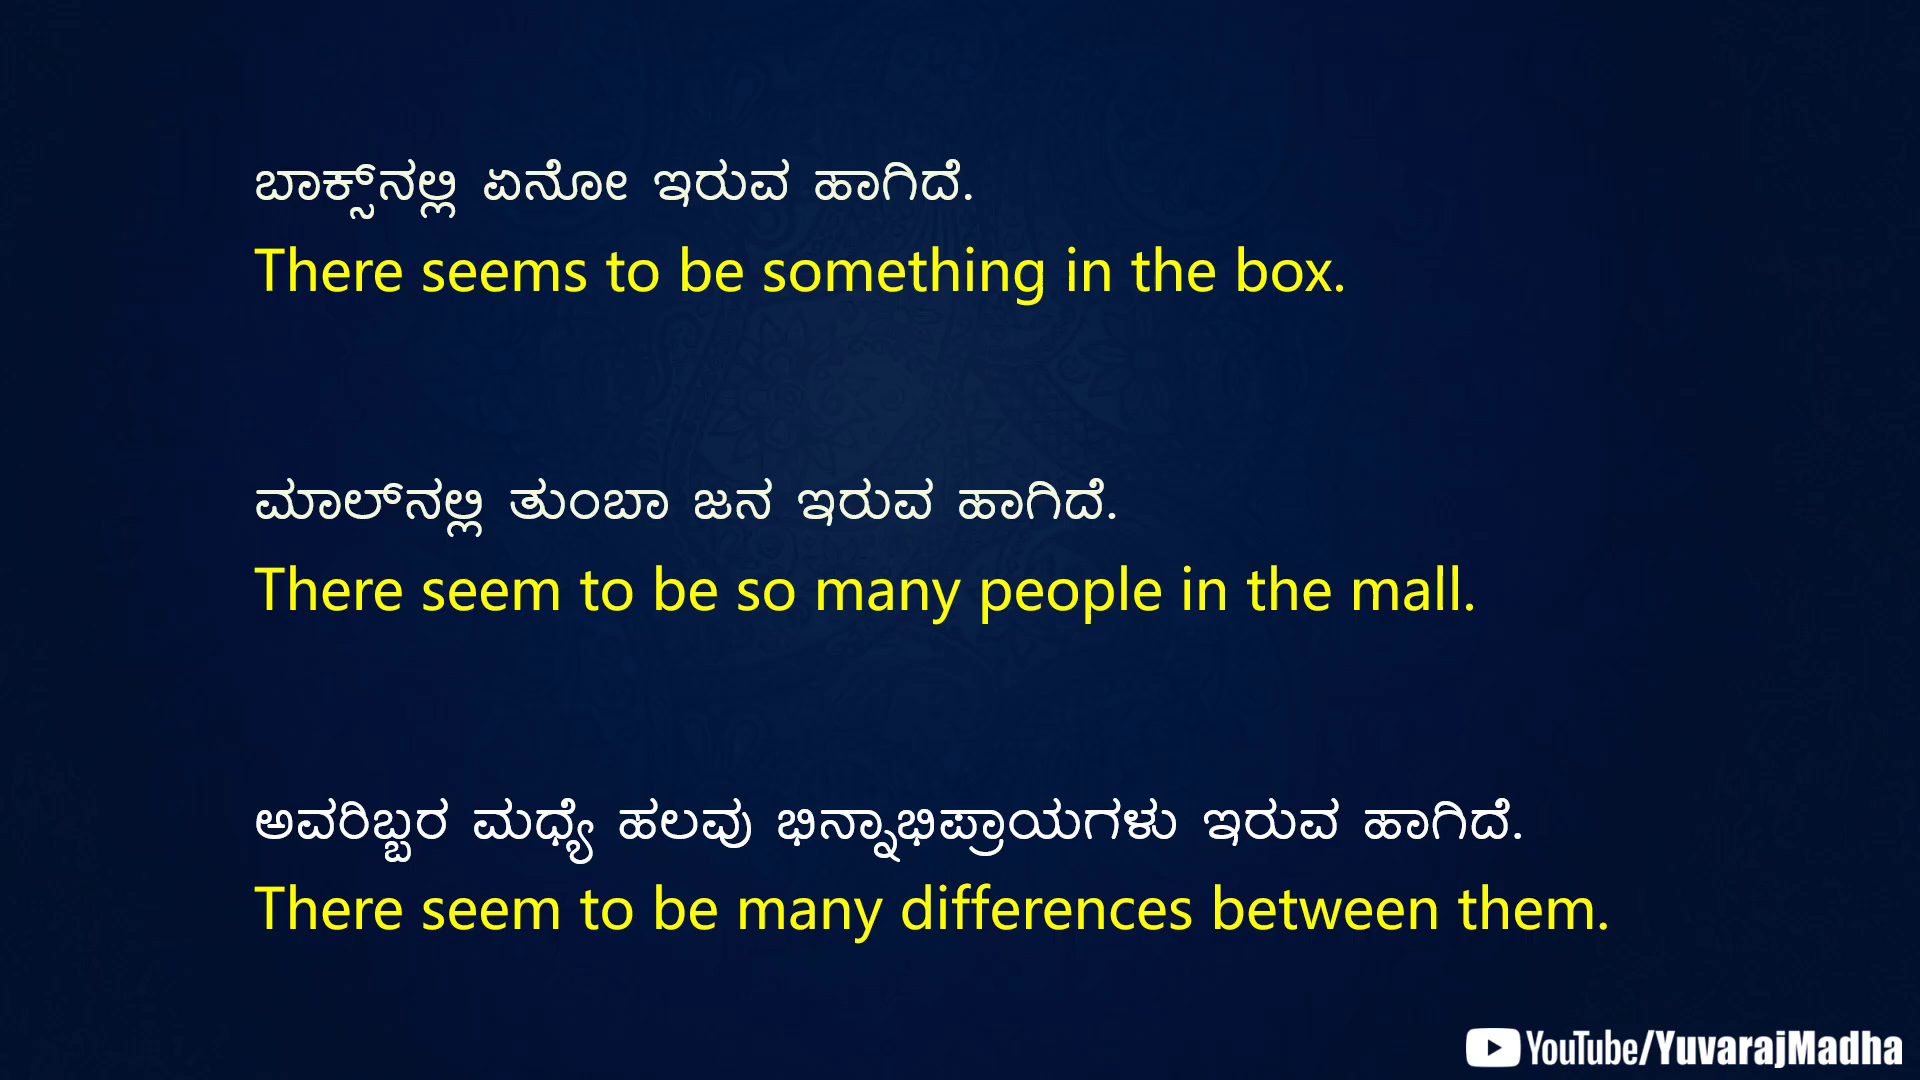 ಬಾಕ್ಸ್‌ನಲ್ಲಿ ಏನೋ ಇರುವ ಹಾಗಿದೆ.
There seems to be something in the box.
ಮಾಲ್‌ನಲ್ಲಿ ತುಂಬಾ ಜನ ಇರುವ ಹಾಗಿದೆ.
There seem to be so many people in the mall.
ಅವರಿಬ್ಬರ ಮಧ್ಯೆ ಹಲವು ಭಿನ್ನಾಭಿಪ್ರಾಯಗಳು ಇರುವ ಹಾಗಿದೆ.
There seem to be many differences between them.
YouTube/YuvarajMadha